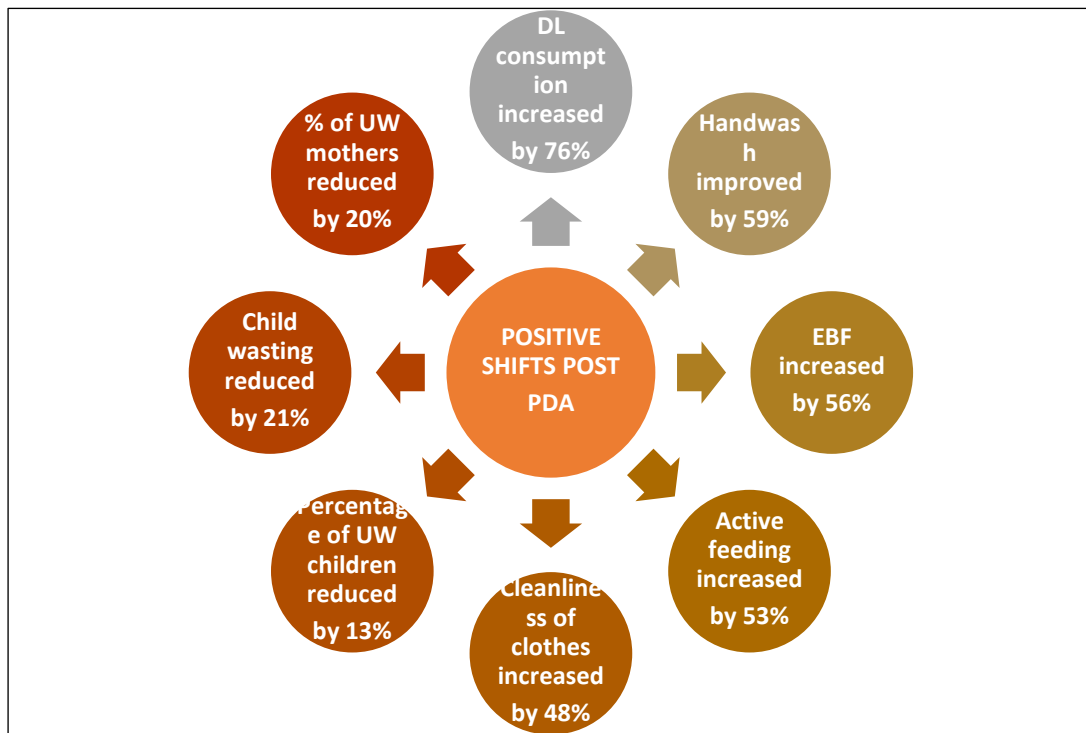 DL
consumpt
ion
increased
by 76%
Handwas
h
improved
by 59%
EBF
increased
by 56%
Active
feeding
increased
by 53%
Cleanline
ss of
clothes
increased
by 48%
Percentag
e of UW
children
reduced
by 13%
Child
wasting
reduced
by 21%
% of UW
mothers
reduced
by 20%
POSITIVE
SHIFTS POST
PDA